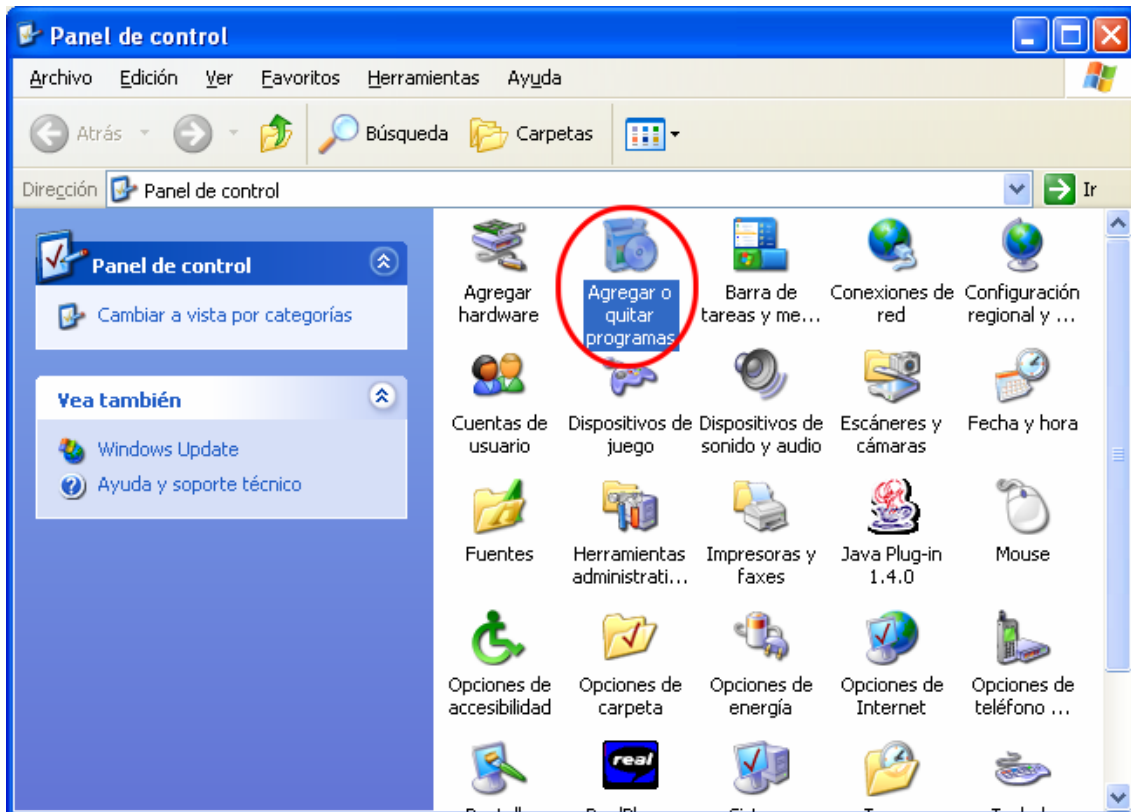 Panel de control
Archivo Edición Ver Favoritos Herramientas Ayuda
Atrás Búsqueda Carpetas
Dirección Panel de control Ir
Panel de control
Cambiar a vista por categorías
Vea también
Windows Update
Ayuda y soporte técnico
Agregar
hardware
Agregar o
quitar
programas
Barra de
tareas y me...
Conexiones de
red
Configuración
regional y ...
Cuentas de
usuario
Dispositivos de
juego
Dispositivos de
sonido y audio
Escáneres y
cámaras
Fecha y hora
Fuentes
Herramientas
administrati...
Impresoras y
faxes
Java Plug-in
1.4.0
Mouse
Opciones de
accesibilidad
Opciones de
carpeta
Opciones de
energía
Opciones de
Internet
Opciones de
teléfono ...
real